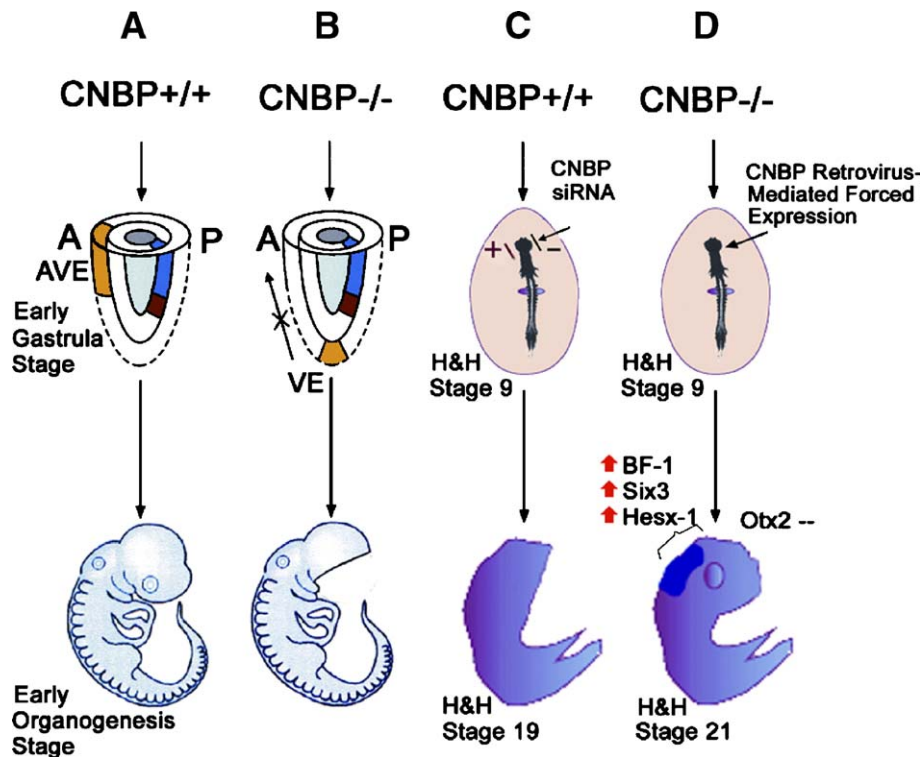 A
B
C
D
CNBP+/+
CNBP-/-
CNBP+/+
CNBP-/-
CNBP
siRNA
CNBP Retrovirus-
Mediated Forced
Expression
A
P
AVE
A
P
VE
Early
Gastrula
Stage
+
−
H&H
Stage 9
H&H
Stage 9
BF-1
Six3
Hesx-1
Otx2 --
Early
Organogenesis
Stage
H&H
Stage 19
H&H
Stage 21